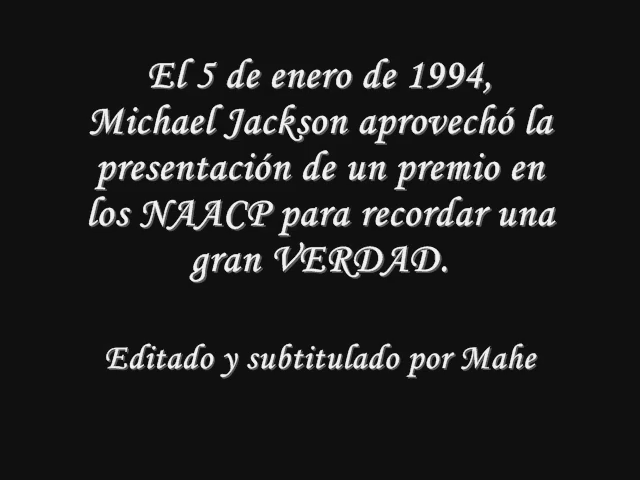 El 5 de enero de 1994,
Michael Jackson aprovechó la
presentación de un premio en
los NAACP para recordar una
gran VERDAD.
Editado y subtitulado por Mahe